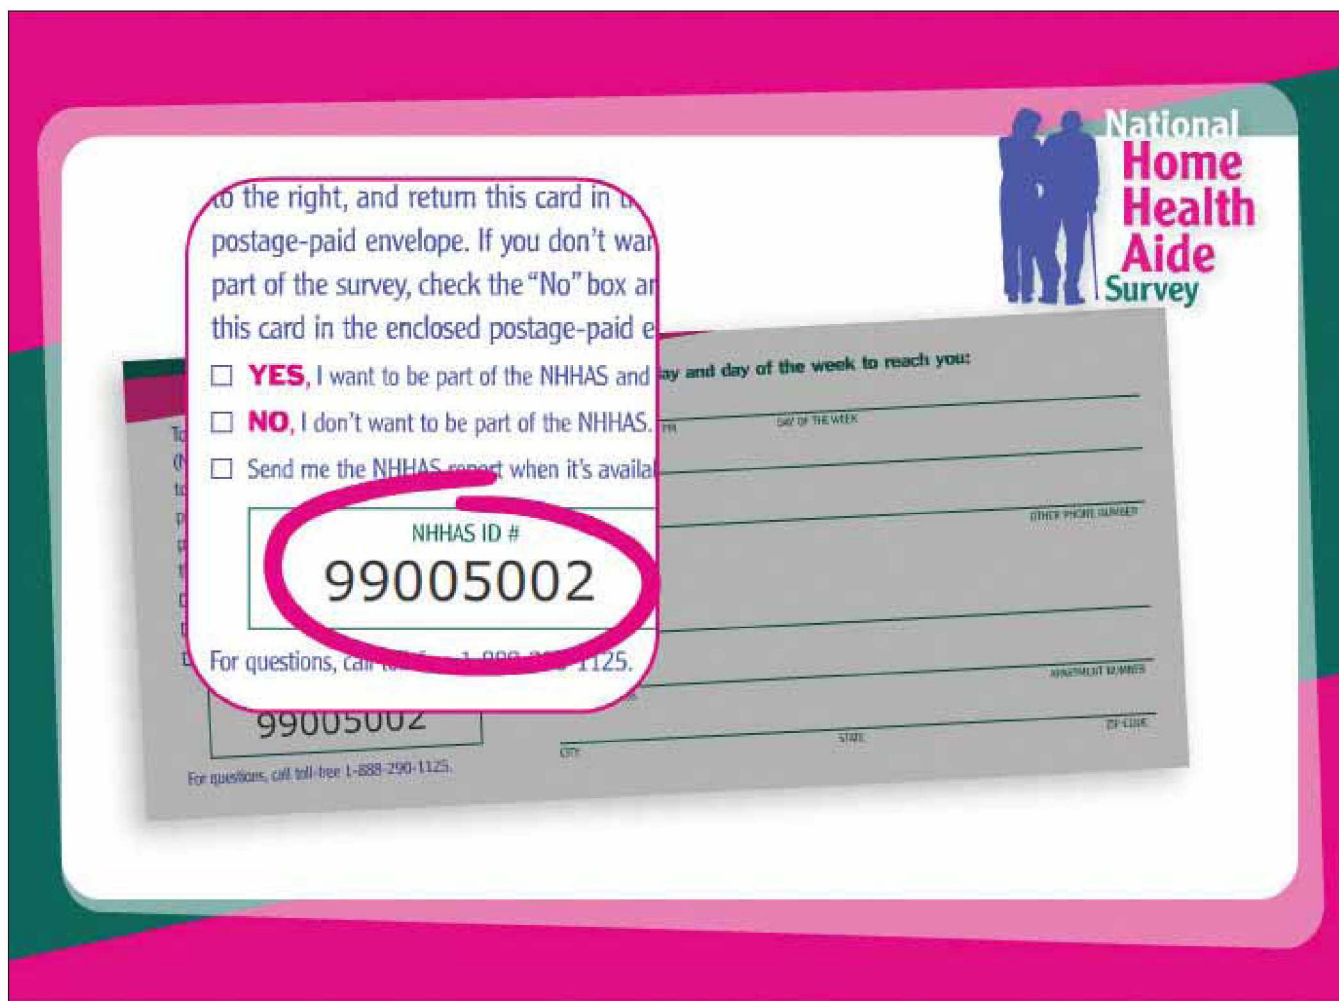 National
Home
Health
Aide
Survey
to the right, and return this card in
postage-paid envelope. If you don't
part of the survey, check the "No" box
this card in the enclosed postage-paid
☐ YES, I want to be part of the NHHAS and
☐ NO, I don't want to be part of the NHHAS.
☐ Send me the NHHAS report when it's
NHHAS ID #
99005002
For questions, call toll-free 1-888-290-1125.
and day of the week to reach you:
DAY OF THE WEEK
OTHER PHONE NUMBER
APARTMENT NUMBER
CITY STATE ZIP CODE
99005002
For questions, call toll-free 1-888-290-1125.